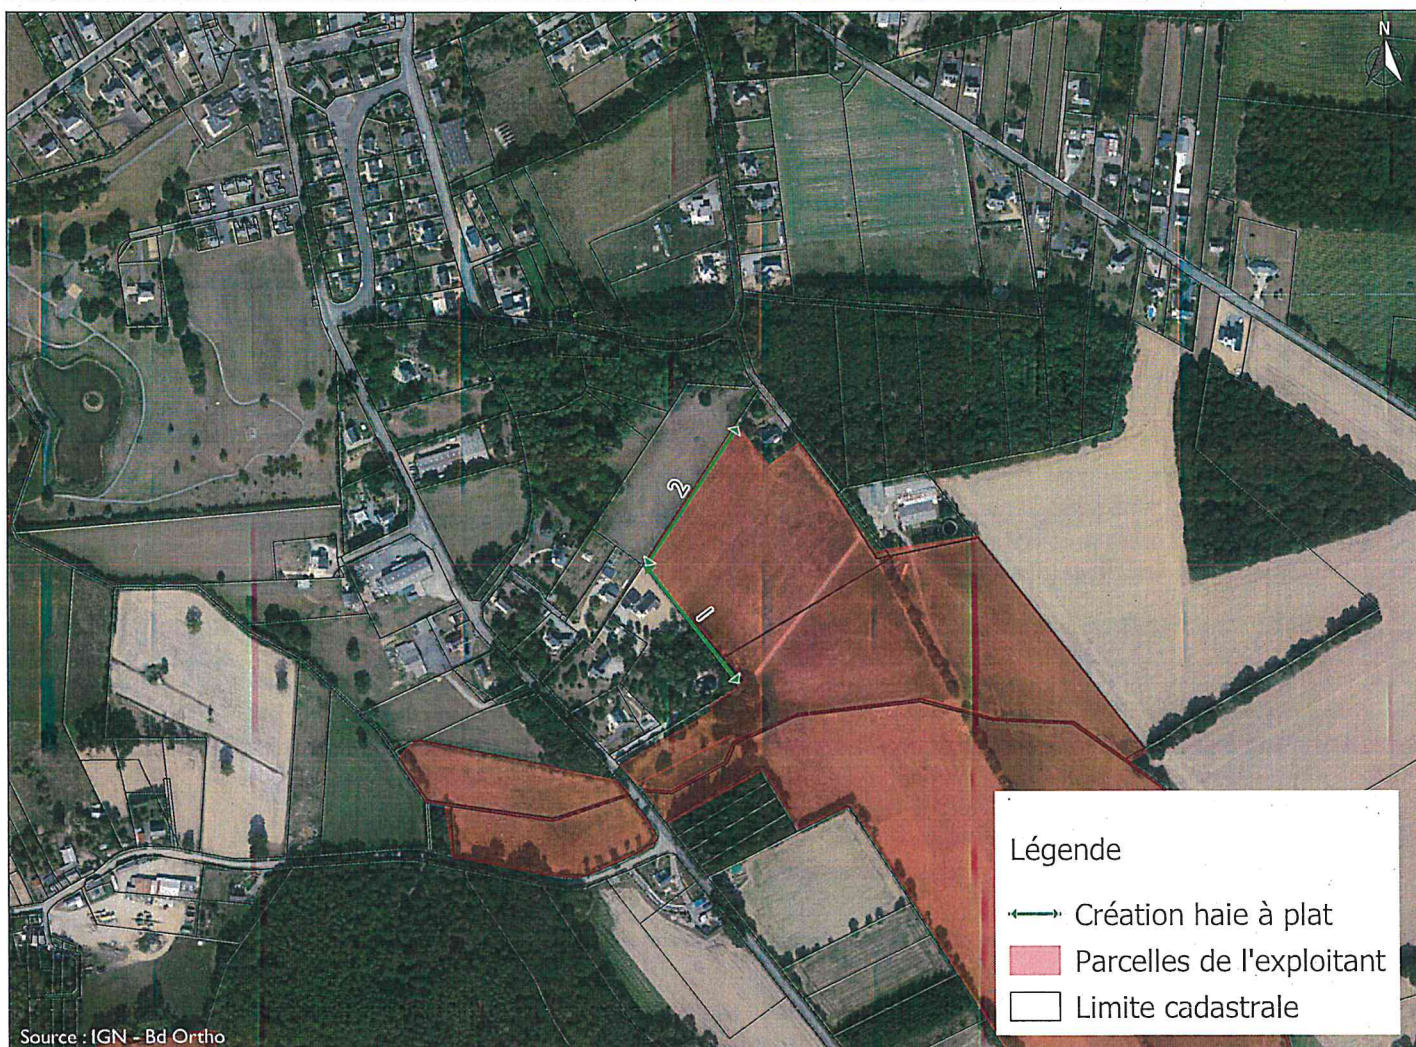 N
2
1
Légende
Création haie à plat
Parcelles de l'exploitant
Limite cadastrale
Source : IGN - Bd Ortho